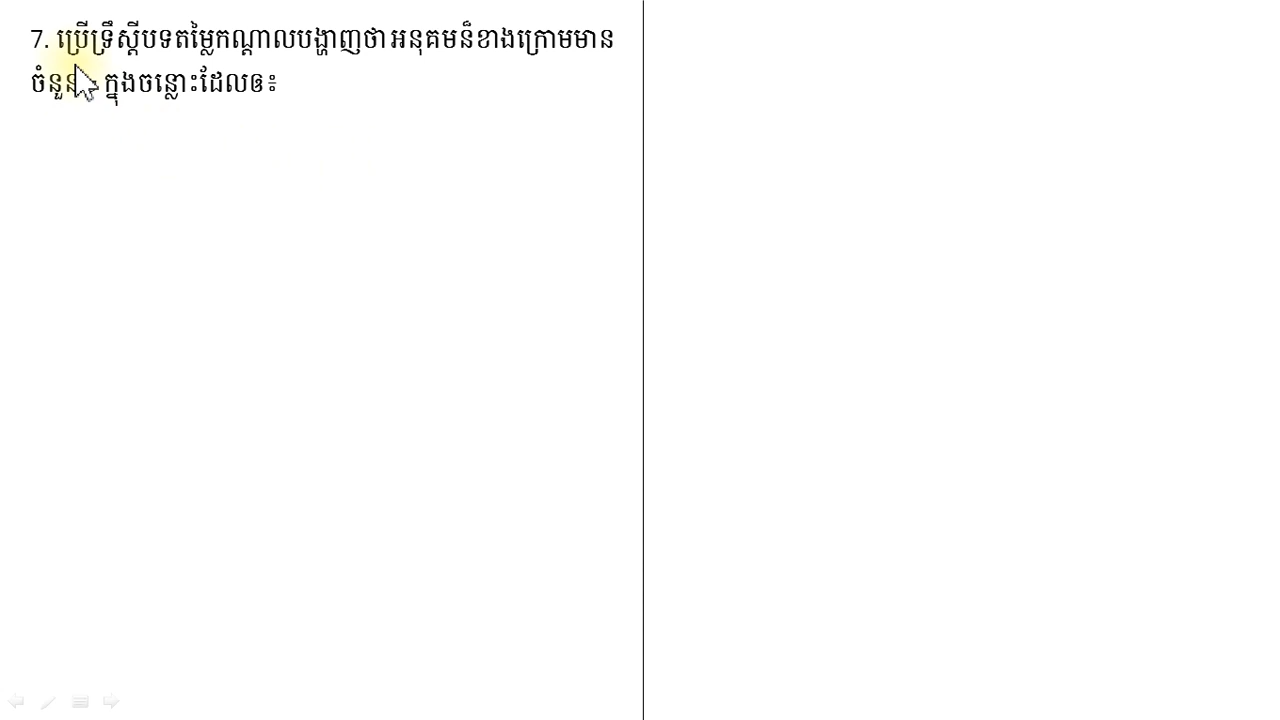 7. ប្រើទ្រឹស្តីបទតម្លៃកណ្តាលបង្ហាញថាអនុគមន៏ខាងក្រោមមាន
ចំនួន ក្នុងចន្លោះដែលឲ៖